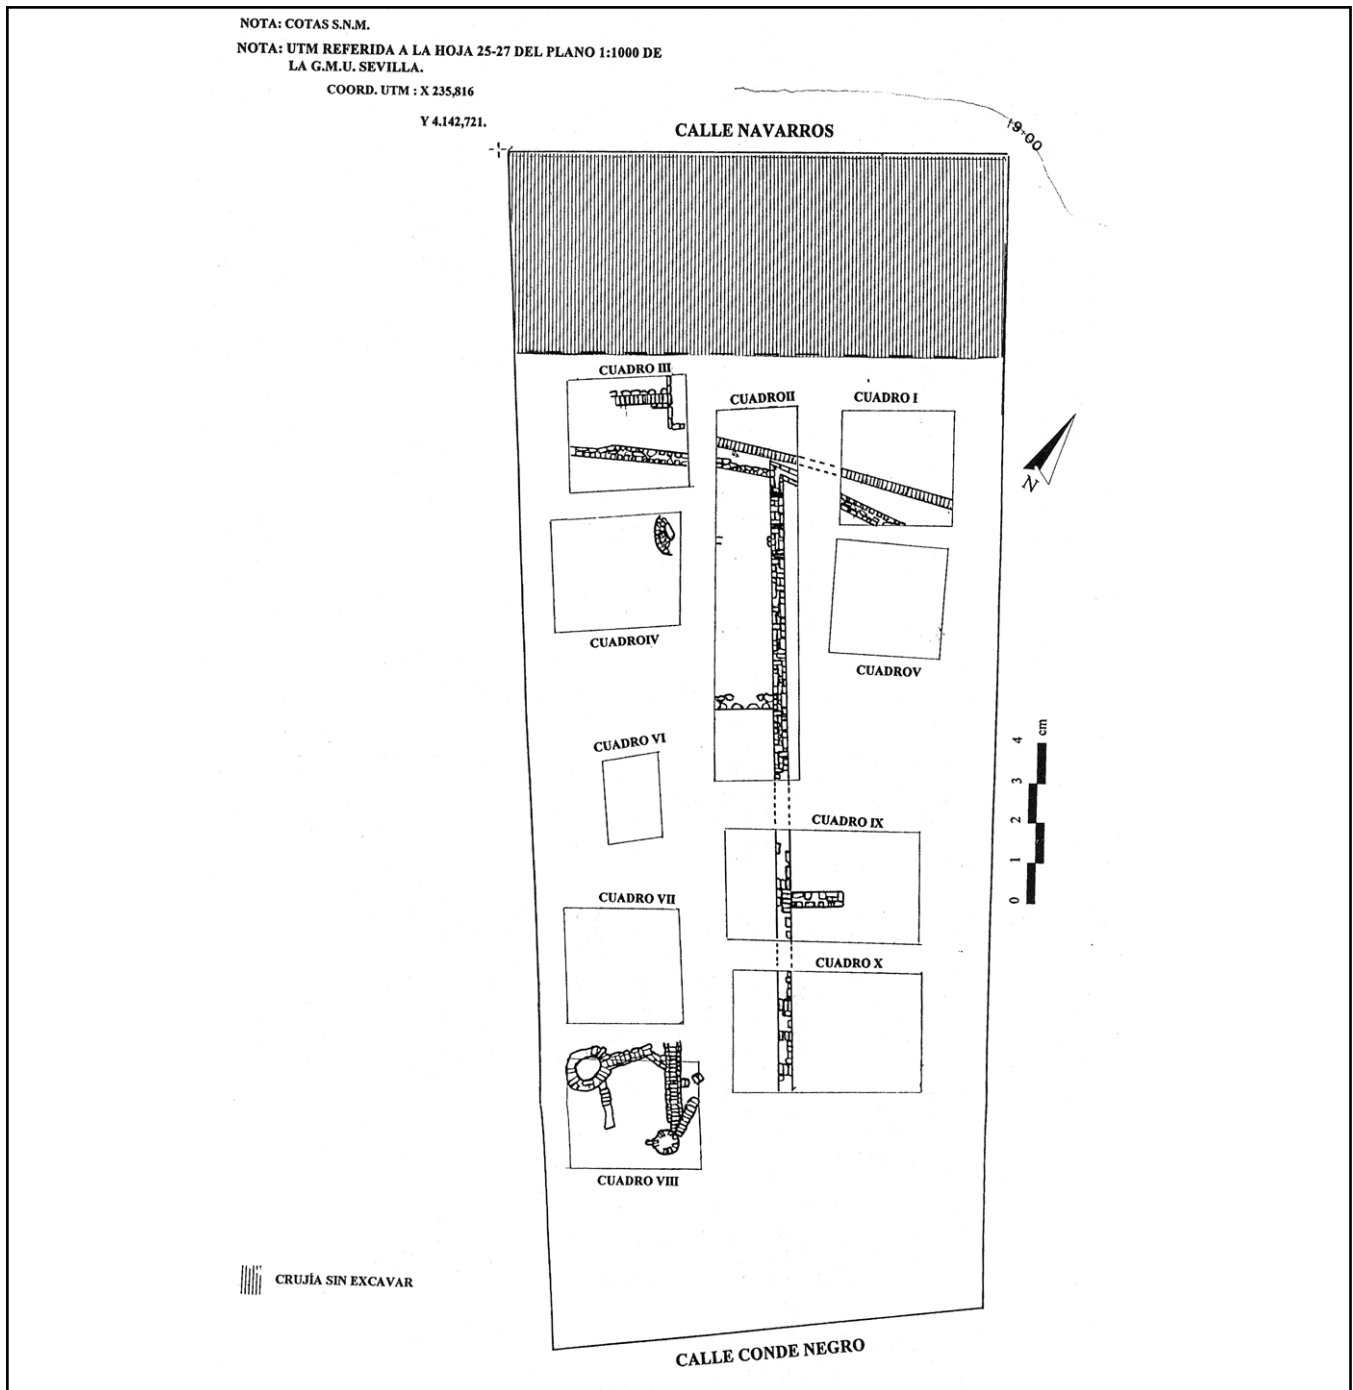 NOTA: COTAS S.N.M.
NOTA: UTM REFERIDA A LA HOJA 25-27 DEL PLANO 1:1000 DE
LA G.M.U. SEVILLA.
COORD. UTM : X 235,816
Y 4.142,721.
CALLE NAVARROS
19+00
CUADRO III
CUADROII
CUADRO I
N
CUADROIV
CUADROV
CUADRO VI
0 1 2 3 4 cm
CUADRO IX
CUADRO VII
CUADRO X
CUADRO VIII
CRUJÍA SIN EXCAVAR
CALLE CONDE NEGRO